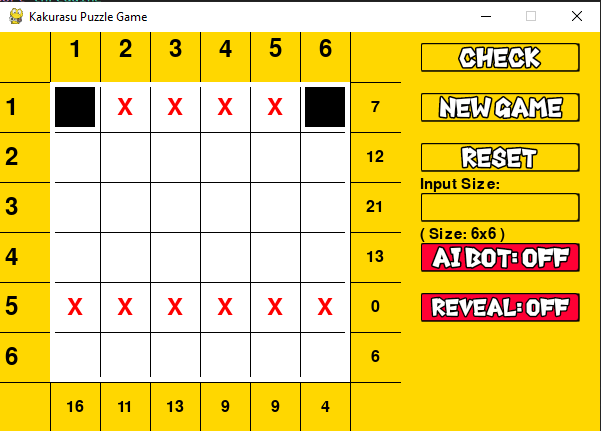 Kakurasu Puzzle Game
1 2 3 4 5 6
CHECK
1 X X X X 7
NEW GAME
2 12
RESET
Input Size:
3 21
( Size: 6x6 )
4 13
AI BOT: OFF
5 X X X X X X 0
REVEAL: OFF
6 6
16 11 13 9 9 4